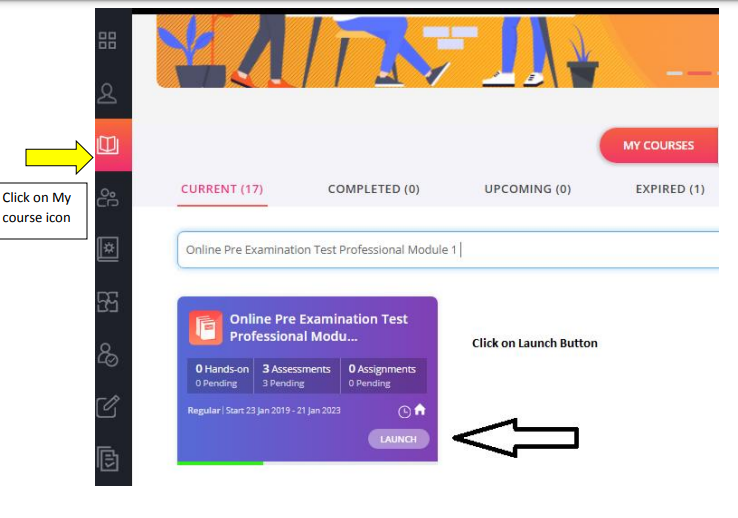 MY COURSES
Click on My
course icon
CURRENT (17) COMPLETED (0) UPCOMING (0) EXPIRED (1)
Online Pre Examination Test Professional Module 1
Online Pre Examination Test
Professional Modu...
0 Hands-on 3 Assessments 0 Assignments
0 Pending 3 Pending 0 Pending
Regular | Start 23 Jan 2019 - 21 Jan 2023
LAUNCH
Click on Launch Button